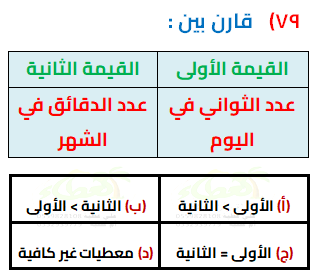 ٧٩) قارن بين :
القيمة الأولى القيمة الثانية
عدد الثواني في اليوم عدد الدقائق في الشهر
(أ) الأولى > الثانية (ب) الثانية > الأولى
(ج) الأولى = الثانية (د) معطيات غير كافية